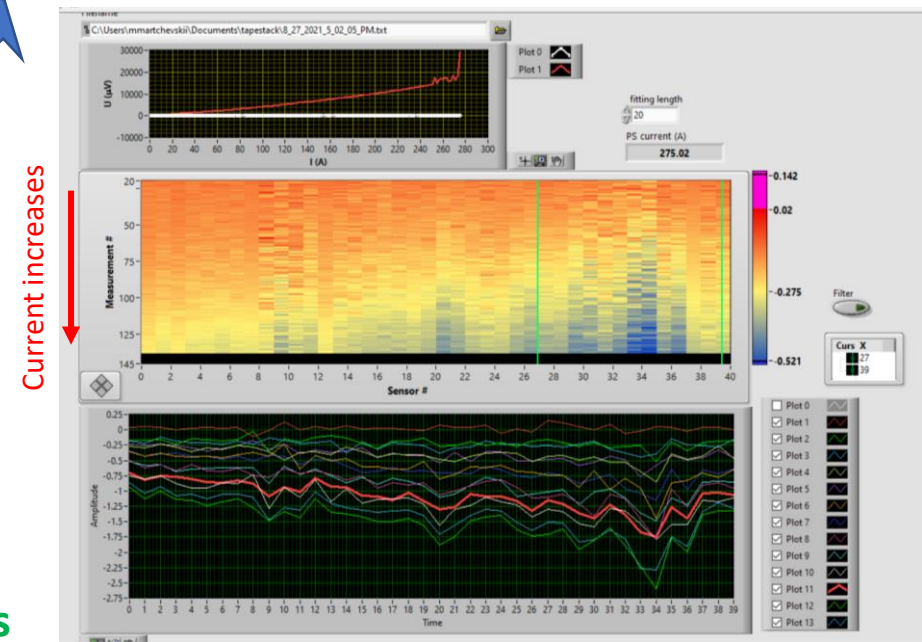 Filename
C:\Users\mmartchevskii\Documents\tapestack\8_27_2021_5_02_05_PM.txt
30000
20000
10000
0
-10000
U (µV)
0 20 40 60 80 100 120 140 160 180 200 220 240 260 280 300
I (A)
Plot 0
Plot 1
fitting length
20
PS current (A)
275.02
Current increases
20
50
75
100
125
145
Measurement #
0 2 4 6 8 10 12 14 16 18 20 22 24 26 28 30 32 34 36 38 40
Sensor #
-0.142
-0.02
-0.275
-0.521
Filter
Curs X
27
39
0.25
0
-0.25
-0.5
-0.75
-1
-1.25
-1.5
-1.75
-2
-2.25
-2.5
-2.75
Amplitude
0 1 2 3 4 5 6 7 8 9 10 11 12 13 14 15 16 17 18 19 20 21 22 23 24 25 26 27 28 29 30 31 32 33 34 35 36 37 38 39
Time
Plot 0
Plot 1
Plot 2
Plot 3
Plot 4
Plot 5
Plot 6
Plot 7
Plot 8
Plot 9
Plot 10
Plot 11
Plot 12
Plot 13
s